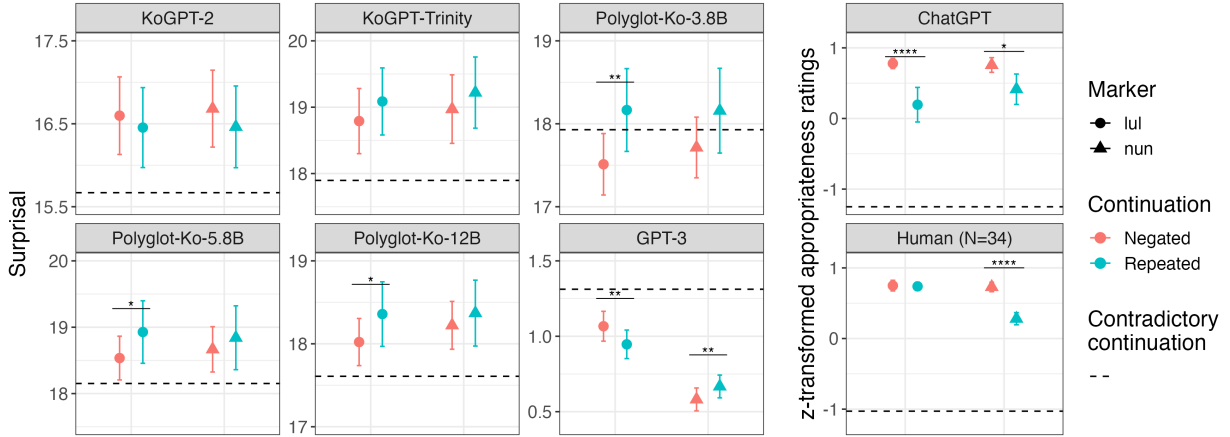 KoGPT-2
KoGPT-Trinity
Polyglot-Ko-3.8B
ChatGPT
17.5
16.5
15.5
20
19
18
19
18
17
**
1
0
-1
****
*
Polyglot-Ko-5.8B
Polyglot-Ko-12B
GPT-3
Human (N=34)
20
19
18
*
19
18
17
*
1.5
1.0
0.5
**
**
1
0
-1
****
Surprisal
z-transformed appropriateness ratings
Marker
lul
nun
Continuation
Negated
Repeated
Contradictory
continuation